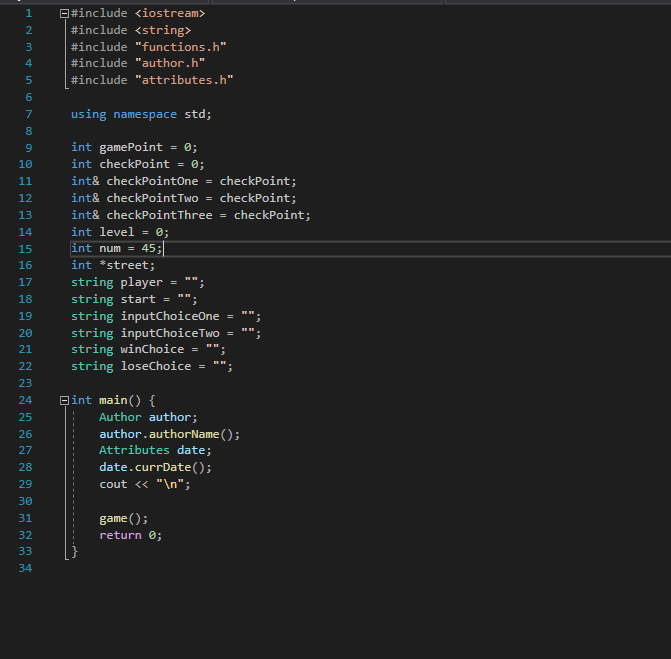 1 #include <iostream>
2 #include <string>
3 #include "functions.h"
4 #include "author.h"
5 #include "attributes.h"
6
7 using namespace std;
8
9 int gamePoint = 0;
10 int checkPoint = 0;
11 int& checkPointOne = checkPoint;
12 int& checkPointTwo = checkPoint;
13 int& checkPointThree = checkPoint;
14 int level = 0;
15 int num = 45;
16 int *street;
17 string player = "";
18 string start = "";
19 string inputChoiceOne = "";
20 string inputChoiceTwo = "";
21 string winChoice = "";
22 string loseChoice = "";
23
24 int main() {
25     Author author;
26     author.authorName();
27     Attributes date;
28     date.currDate();
29     cout << "\n";
30
31     game();
32     return 0;
33 }
34